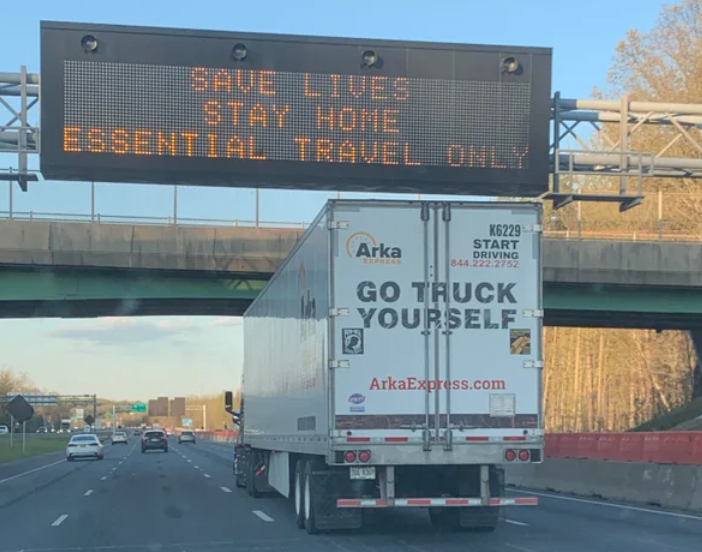 SAVE LIVES
STAY HOME
ESSENTIAL TRAVEL ONLY
Arka
EXPRESS
K6229
START
DRIVING
844.222.2752
GO TRUCK
YOURSELF
ArkaExpress.com